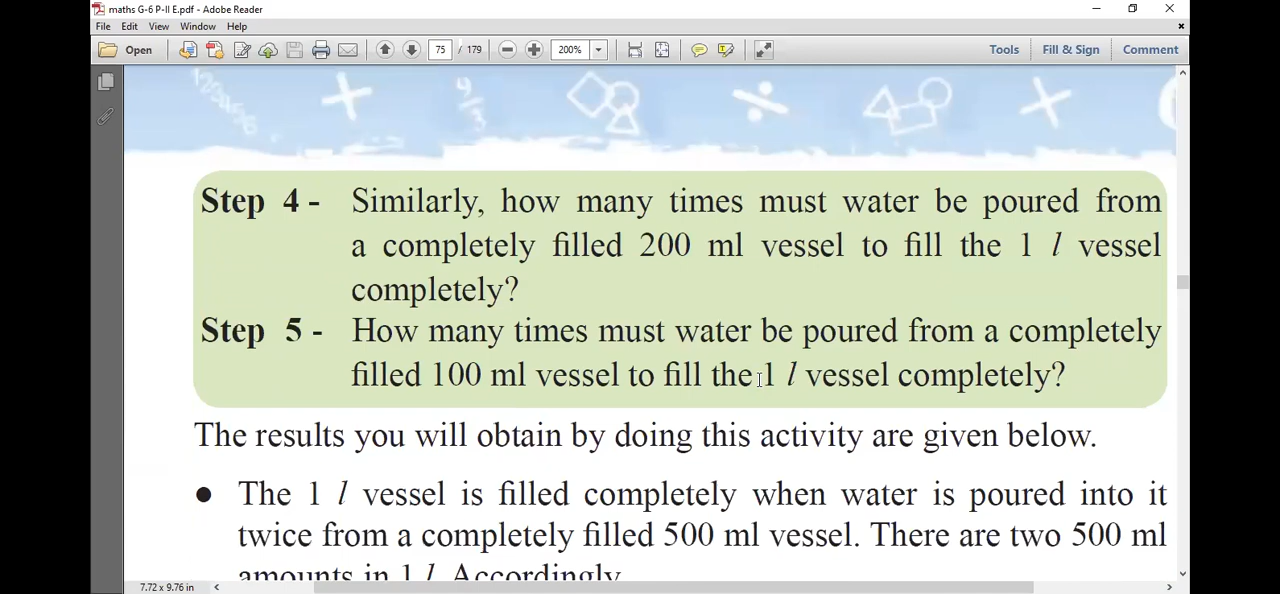 maths G-6 P-II E.pdf - Adobe Reader
File Edit View Window Help
Open 75 / 179 200% Tools Fill & Sign Comment
Step 4 - Similarly, how many times must water be poured from
a completely filled 200 ml vessel to fill the 1 l vessel
completely?
Step 5 - How many times must water be poured from a completely
filled 100 ml vessel to fill the 1 l vessel completely?
The results you will obtain by doing this activity are given below.
● The 1 l vessel is filled completely when water is poured into it
twice from a completely filled 500 ml vessel. There are two 500 ml
amounts in 1 l. Accordingly,
7.72 x 9.76 in